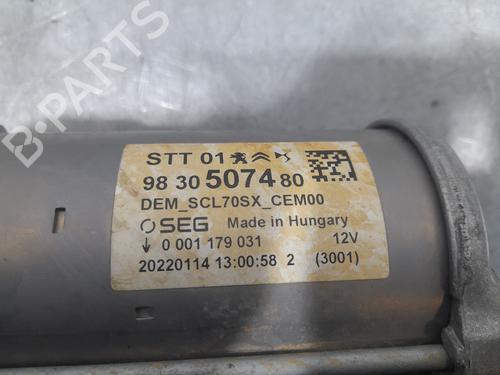 STT 01
98 30 5074 80
DEM_SCL70SX_CEM00
SEG Made in Hungary
0 001 179 031 12V
20220114 13:00:58 2 (3001)
B-PARTS